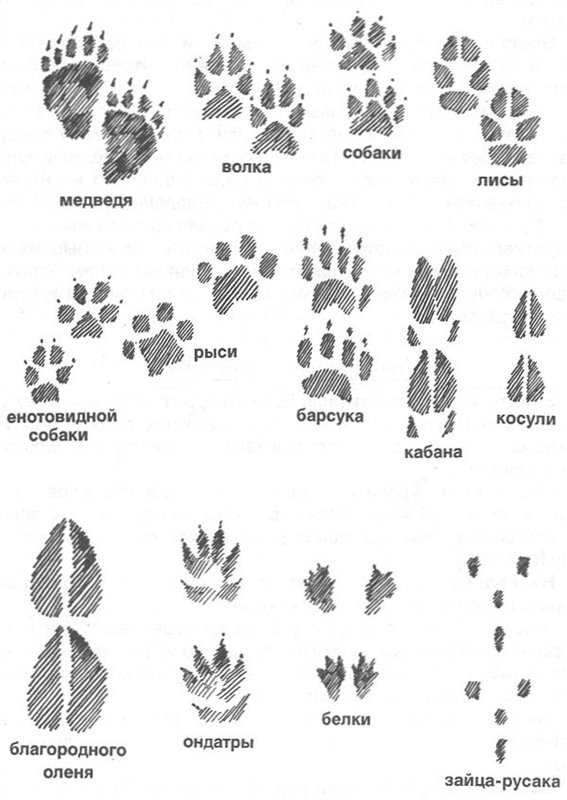 медведя
волка
собаки
лисы
енотовидной
собаки
рыси
барсука
кабана
косули
благородного
оленя
ондатры
белки
зайца-русака